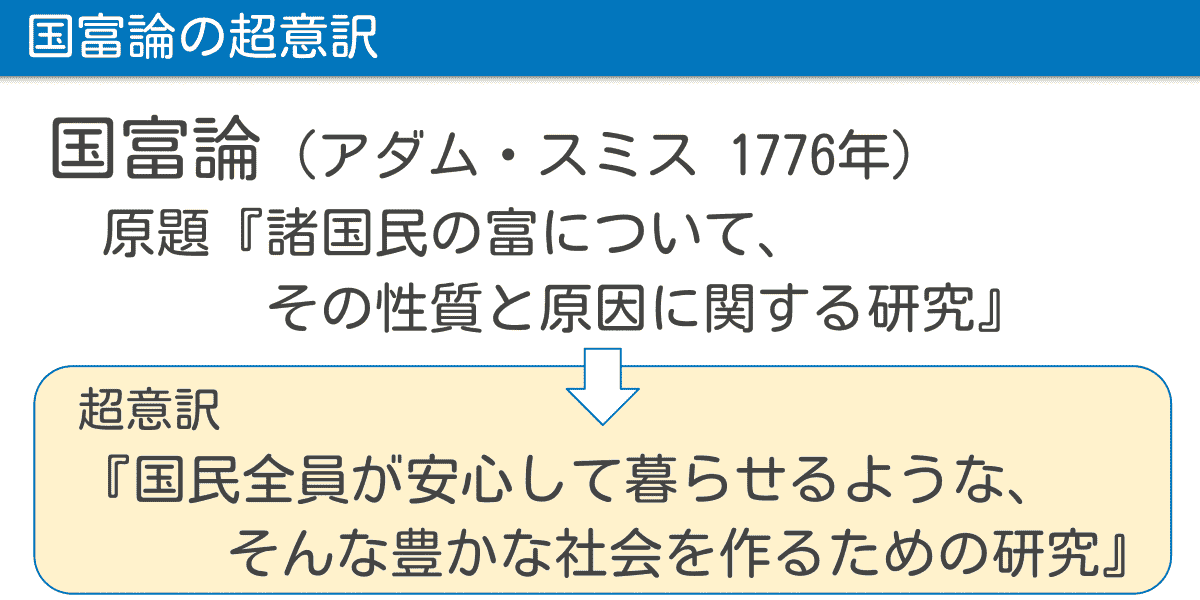 国富論の超意訳
国富論（アダム・スミス 1776年）
原題『諸国民の富について、
その性質と原因に関する研究』
超意訳
『国民全員が安心して暮らせるような、
そんな豊かな社会を作るための研究』